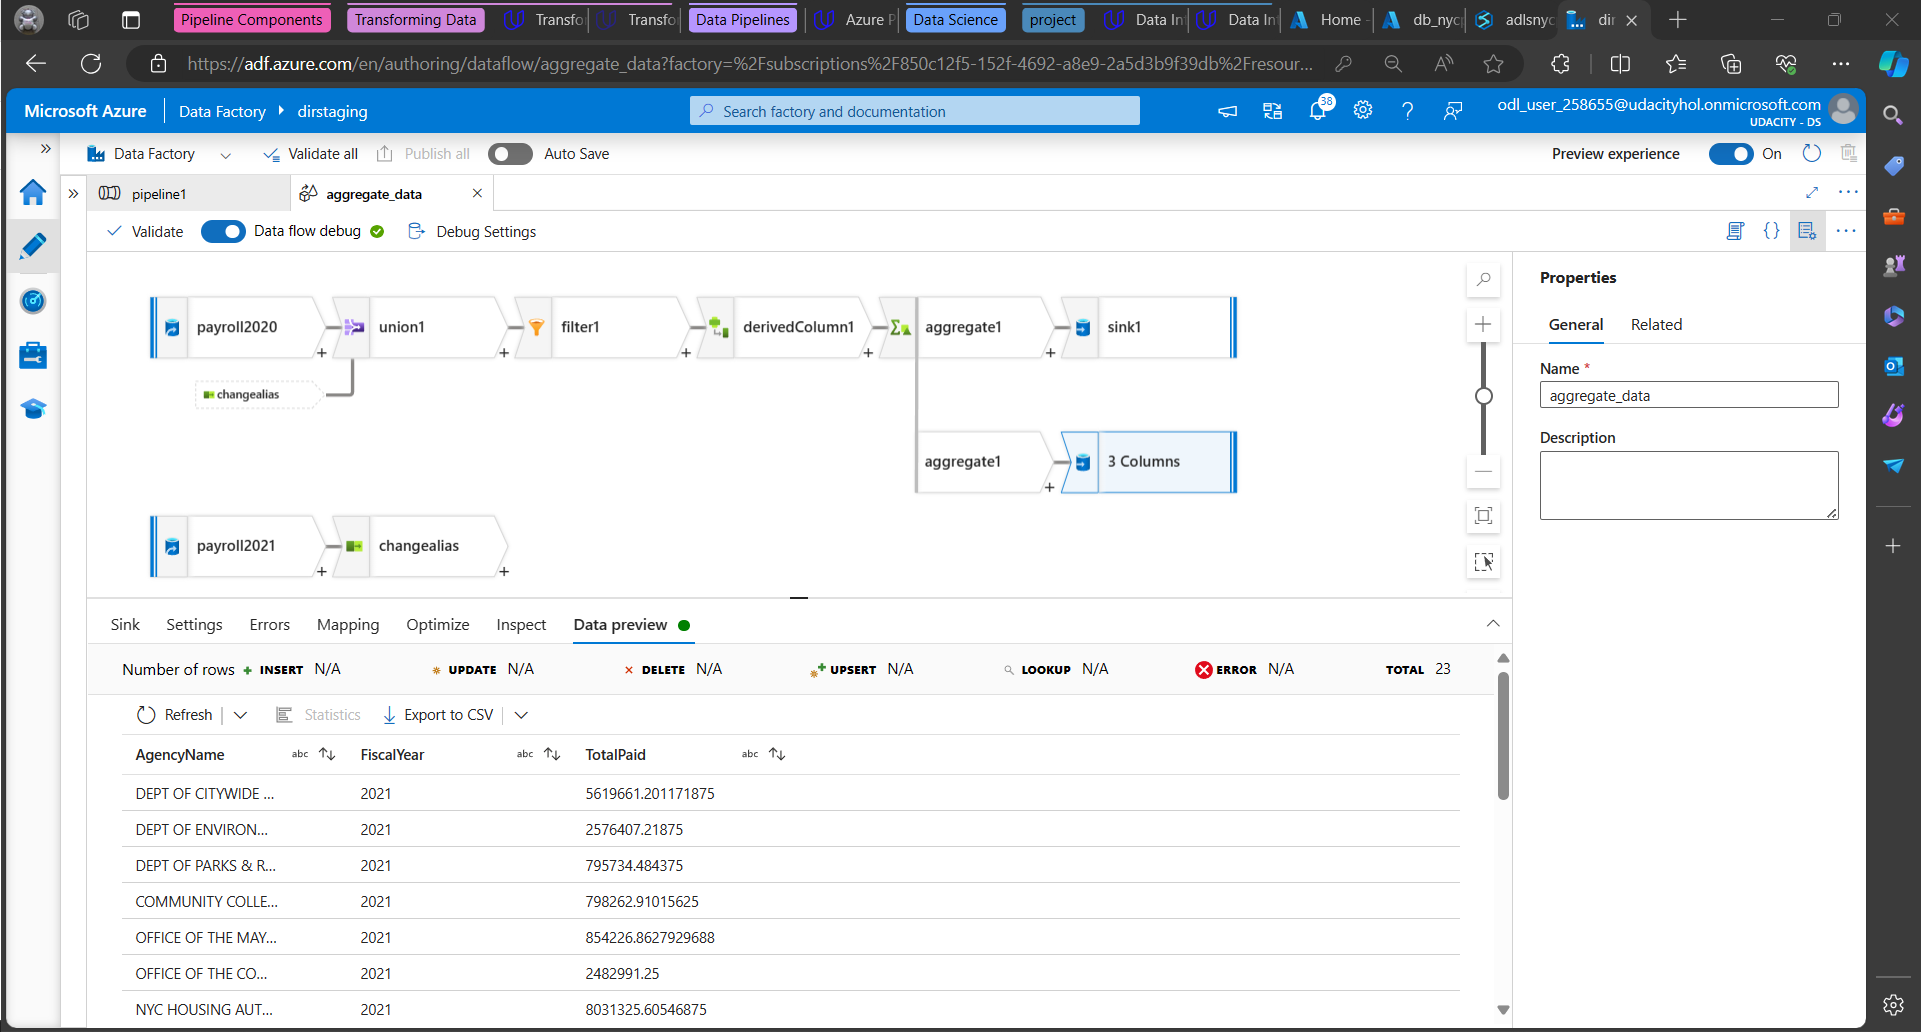 Pipeline Components
Transforming Data
Transfo
Transfo
Data Pipelines
Azure P
Data Science
project
Data In
Data In
Home -
db_nyc
adlsnyc
dir
https://adf.azure.com/en/authoring/dataflow/aggregate_data?factory=%2Fsubscriptions%2F850c12f5-152f-4692-a8e9-2a5d3b9f39db%2Fresour...
Microsoft Azure
Data Factory
dirstaging
Search factory and documentation
38
odl_user_258655@udacityhol.onmicrosoft.com
UDACITY - DS
Data Factory
Validate all
Publish all
Auto Save
Preview experience
On
pipeline1
aggregate_data
Validate
Data flow debug
Debug Settings
Properties
General
Related
Name *
aggregate_data
Description
payroll2020
union1
filter1
derivedColumn1
aggregate1
sink1
changealias
aggregate1
3 Columns
payroll2021
changealias
Sink
Settings
Errors
Mapping
Optimize
Inspect
Data preview
Number of rows + INSERT N/A
UPDATE N/A
DELETE N/A
UPSERT N/A
LOOKUP N/A
ERROR N/A
TOTAL 23
Refresh
Statistics
Export to CSV
AgencyName abc FiscalYear abc TotalPaid abc
DEPT OF CITYWIDE ... 2021 5619661.201171875
DEPT OF ENVIRON... 2021 2576407.21875
DEPT OF PARKS & R... 2021 795734.484375
COMMUNITY COLLE... 2021 798262.91015625
OFFICE OF THE MAY... 2021 854226.8627929688
OFFICE OF THE CO... 2021 2482991.25
NYC HOUSING AUT... 2021 8031325.60546875